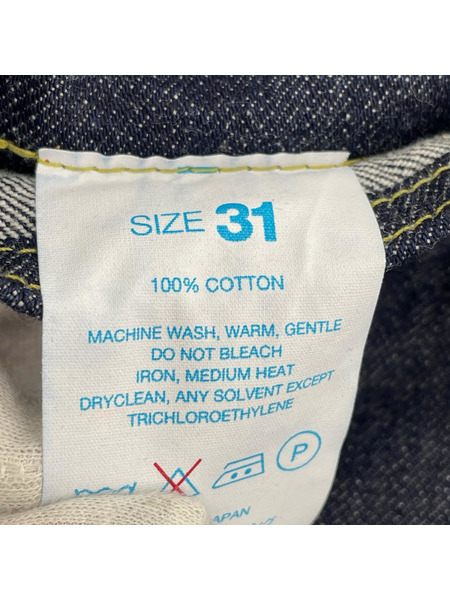 SIZE 31
100% COTTON
MACHINE WASH, WARM, GENTLE
DO NOT BLEACH
IRON, MEDIUM HEAT
DRYCLEAN, ANY SOLVENT EXCEPT
TRICHLOROETHYLENE
P
JAPAN